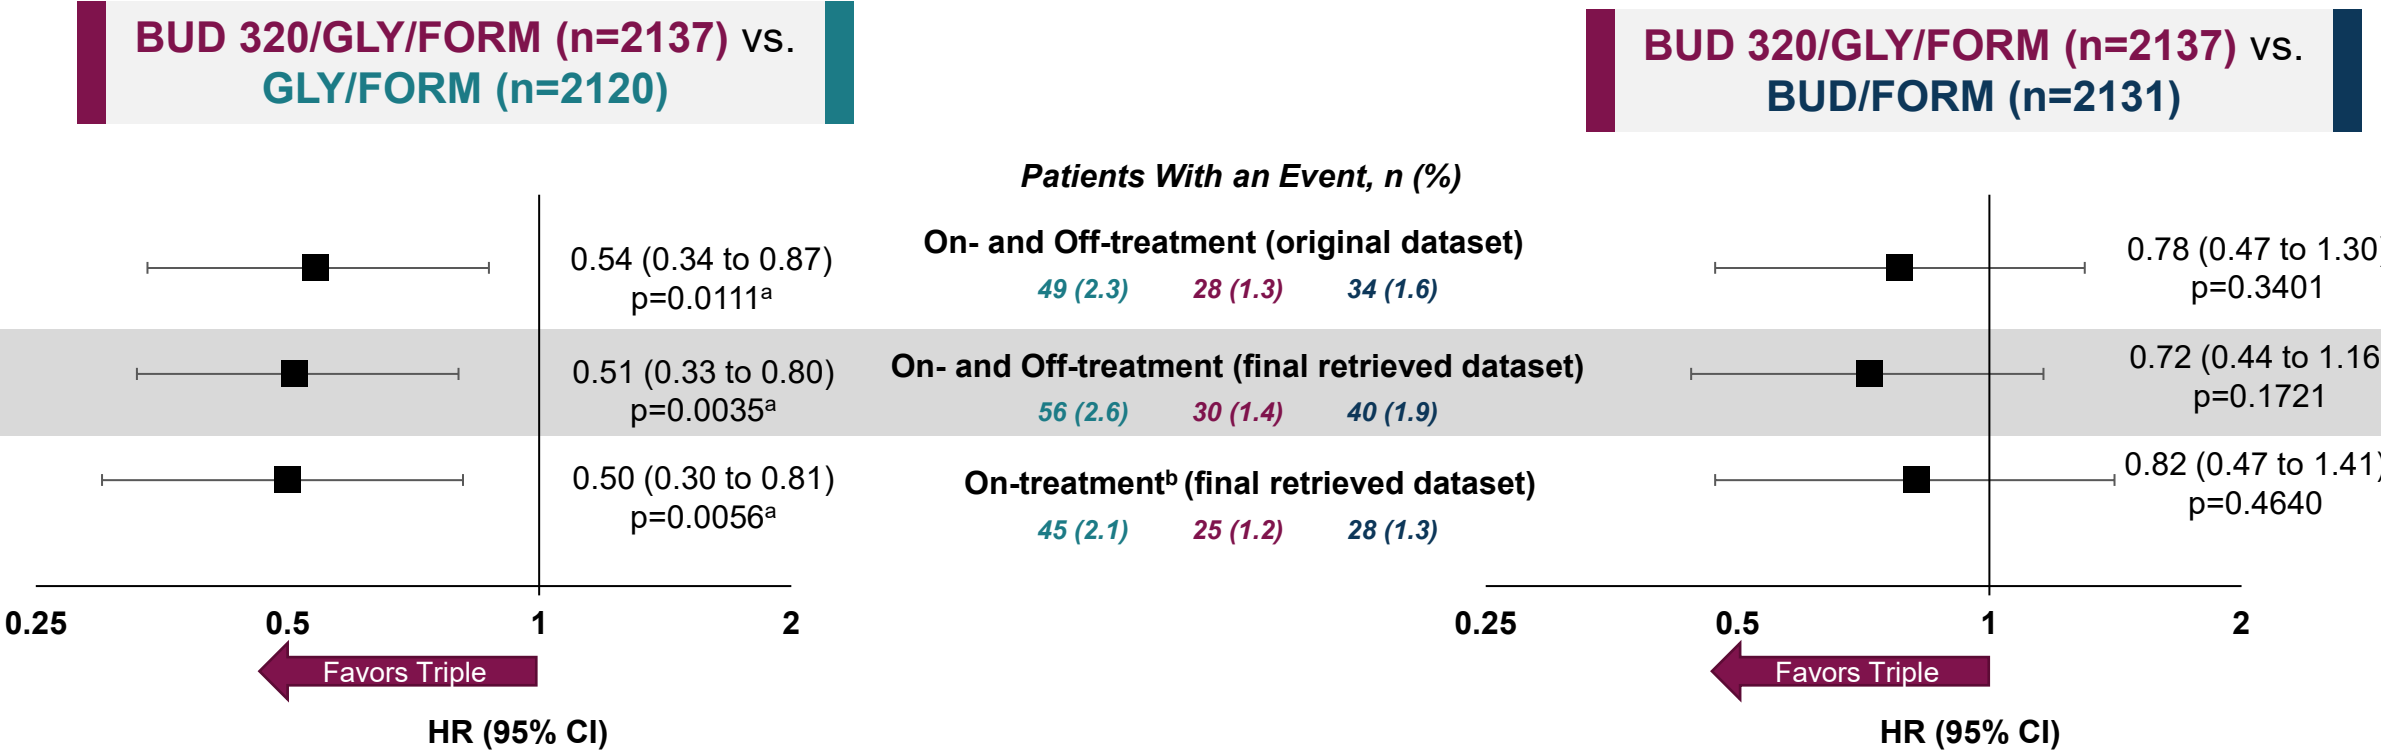 BUD 320/GLY/FORM (n=2137) vs.
GLY/FORM (n=2120)
BUD 320/GLY/FORM (n=2137) vs.
BUD/FORM (n=2131)
Patients With an Event, n (%)
0.54 (0.34 to 0.87)
p=0.0111ᵃ
On- and Off-treatment (original dataset)
49 (2.3) 28 (1.3) 34 (1.6)
0.78 (0.47 to 1.30)
p=0.3401
0.51 (0.33 to 0.80)
p=0.0035ᵃ
On- and Off-treatment (final retrieved dataset)
56 (2.6) 30 (1.4) 40 (1.9)
0.72 (0.44 to 1.16
p=0.1721
0.50 (0.30 to 0.81)
p=0.0056ᵃ
On-treatmentᵇ (final retrieved dataset)
45 (2.1) 25 (1.2) 28 (1.3)
0.82 (0.47 to 1.41)
p=0.4640
0.25 0.5 1 2
Favors Triple
HR (95% CI)
0.25 0.5 1 2
Favors Triple
HR (95% CI)